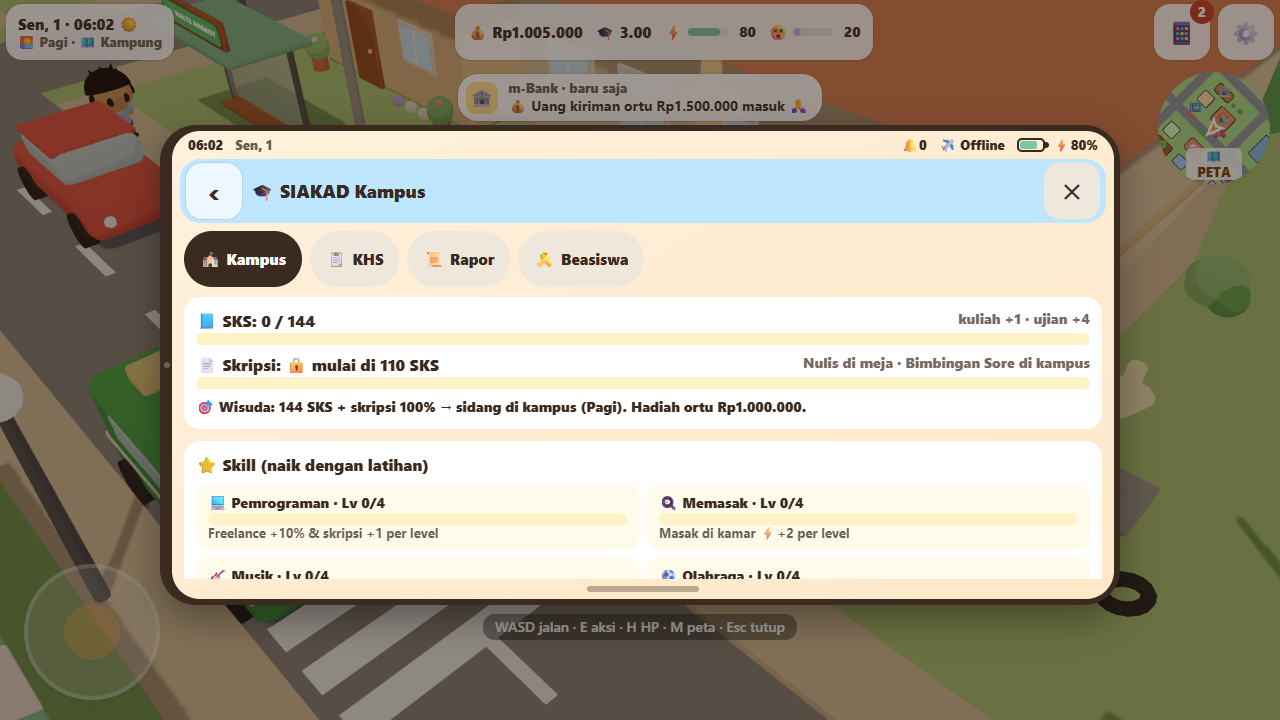 Sen, 1 · 06:02
Pagi · Kampung
HALTE ANGKOT
Rp1.005.000
3.00
80
20
2
m-Bank · baru saja
Uang kiriman ortu Rp1.500.000 masuk
PETA
06:02 Sen, 1
0 Offline 80%
SIAKAD Kampus
Kampus
KHS
Rapor
Beasiswa
SKS: 0 / 144
kuliah +1 · ujian +4
Skripsi: mulai di 110 SKS
Nulis di meja · Bimbingan Sore di kampus
Wisuda: 144 SKS + skripsi 100% → sidang di kampus (Pagi). Hadiah ortu Rp1.000.000.
Skill (naik dengan latihan)
Pemrograman · Lv 0/4
Freelance +10% & skripsi +1 per level
Memasak · Lv 0/4
Masak di kamar +2 per level
Musik · Lv 0/4
Olahraga · Lv 0/4
WASD jalan · E aksi · H HP · M peta · Esc tutup